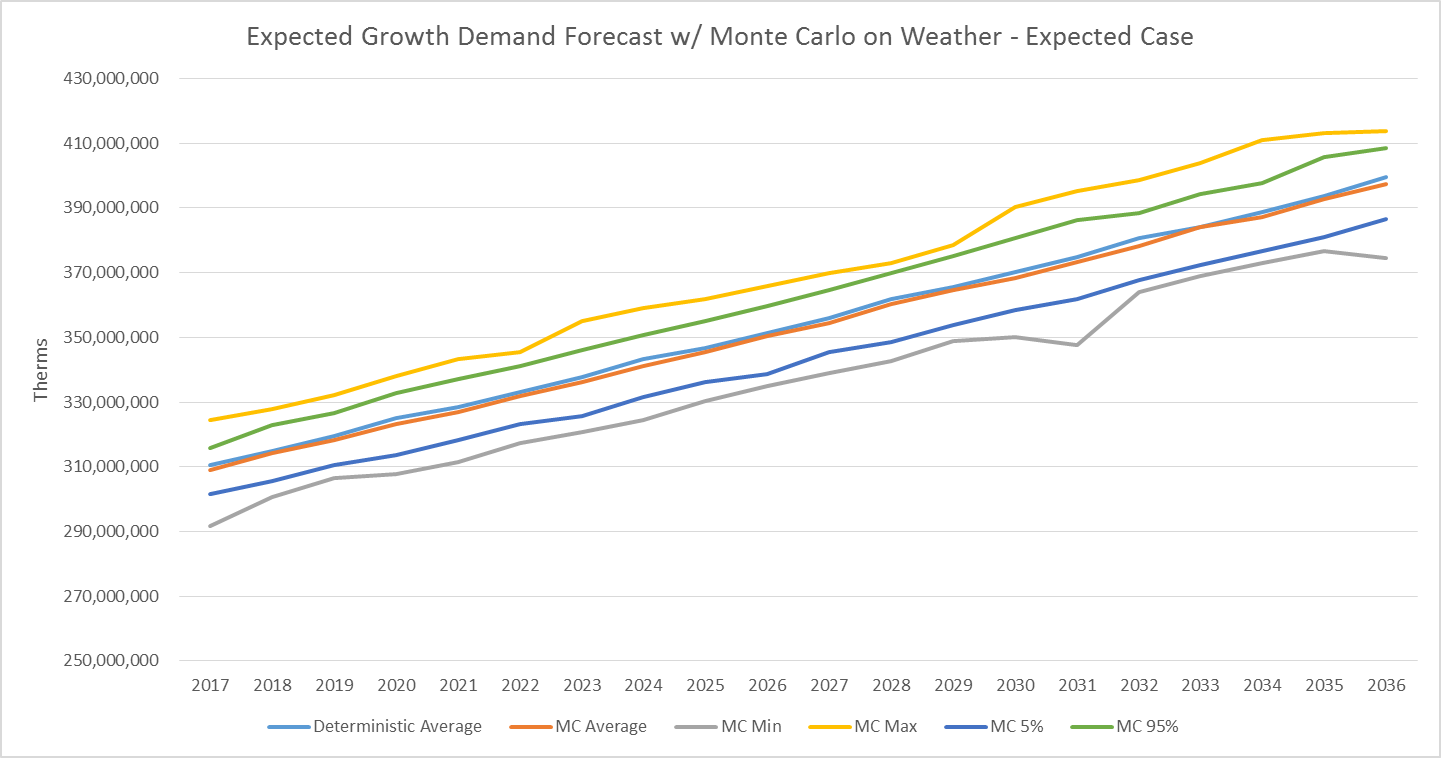 Expected Growth Demand Forecast w/ Monte Carlo on Weather - Expected Case
430,000,000
410,000,000
390,000,000
370,000,000
350,000,000
330,000,000
310,000,000
290,000,000
270,000,000
250,000,000
Therms
2017 2018 2019 2020 2021 2022 2023 2024 2025 2026 2027 2028 2029 2030 2031 2032 2033 2034 2035 2036
Deterministic Average MC Average MC Min MC Max MC 5% MC 95%